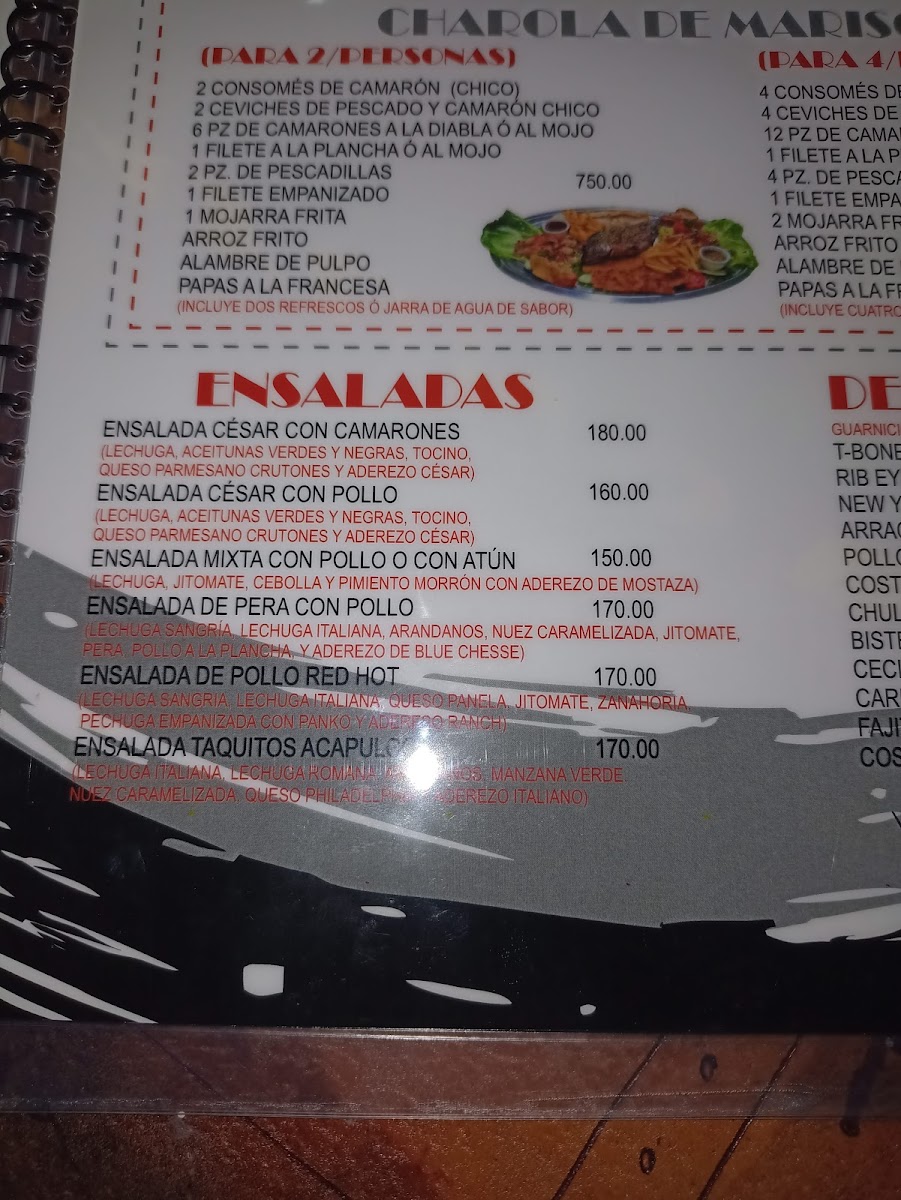 CHAROLA DE MARISC
(PARA 2/PERSONAS)
2 CONSOMÉS DE CAMARÓN (CHICO)
2 CEVICHES DE PESCADO Y CAMARÓN CHICO
6 PZ DE CAMARONES A LA DIABLA Ó AL MOJO
1 FILETE A LA PLANCHA Ó AL MOJO
2 PZ. DE PESCADILLAS
1 FILETE EMPANIZADO
750.00
1 MOJARRA FRITA
ARROZ FRITO
ALAMBRE DE PULPO
PAPAS A LA FRANCESA
(INCLUYE DOS REFRESCOS Ó JARRA DE AGUA DE SABOR)
(PARA 4/
4 CONSOMÉS DE
4 CEVICHES DE
12 PZ DE CAMA
1 FILETE A LA P
4 PZ. DE PESCA
1 FILETE EMPA
2 MOJARRA FR
ARROZ FRITO
ALAMBRE DE
PAPAS A LA FR
(INCLUYE CUATRO
ENSALADAS
ENSALADA CÉSAR CON CAMARONES 180.00
(LECHUGA, ACEITUNAS VERDES Y NEGRAS, TOCINO,
QUESO PARMESANO CRUTONES Y ADEREZO CÉSAR)
ENSALADA CÉSAR CON POLLO 160.00
(LECHUGA, ACEITUNAS VERDES Y NEGRAS, TOCINO,
QUESO PARMESANO CRUTONES Y ADEREZO CÉSAR)
ENSALADA MIXTA CON POLLO O CON ATÚN 150.00
(LECHUGA, JITOMATE, CEBOLLA Y PIMIENTO MORRÓN CON ADEREZO DE MOSTAZA)
ENSALADA DE PERA CON POLLO 170.00
(LECHUGA SANGRÍA, LECHUGA ITALIANA, ARANDANOS, NUEZ CARAMELIZADA, JITOMATE,
PERA, POLLO A LA PLANCHA, Y ADEREZO DE BLUE CHESSE)
ENSALADA DE POLLO RED HOT 170.00
(LECHUGA SANGRIA, LECHUGA ITALIANA, QUESO PANELA, JITOMATE, ZANAHORIA,
PECHUGA EMPANIZADA CON PANKO Y ADEREZO RANCH)
ENSALADA TAQUITOS ACAPULCO 170.00
(LECHUGA ITALIANA, LECHUGA ROMANA, MANZANA VERDE
NUEZ CARAMELIZADA, QUESO PHILADELPHIA ADEREZO ITALIANO)
DE
GUARNICI
T-BONE
RIB EY
NEW Y
ARRAC
POLLO
COST
CHUL
BISTE
CECI
CAR
FAJI
COS